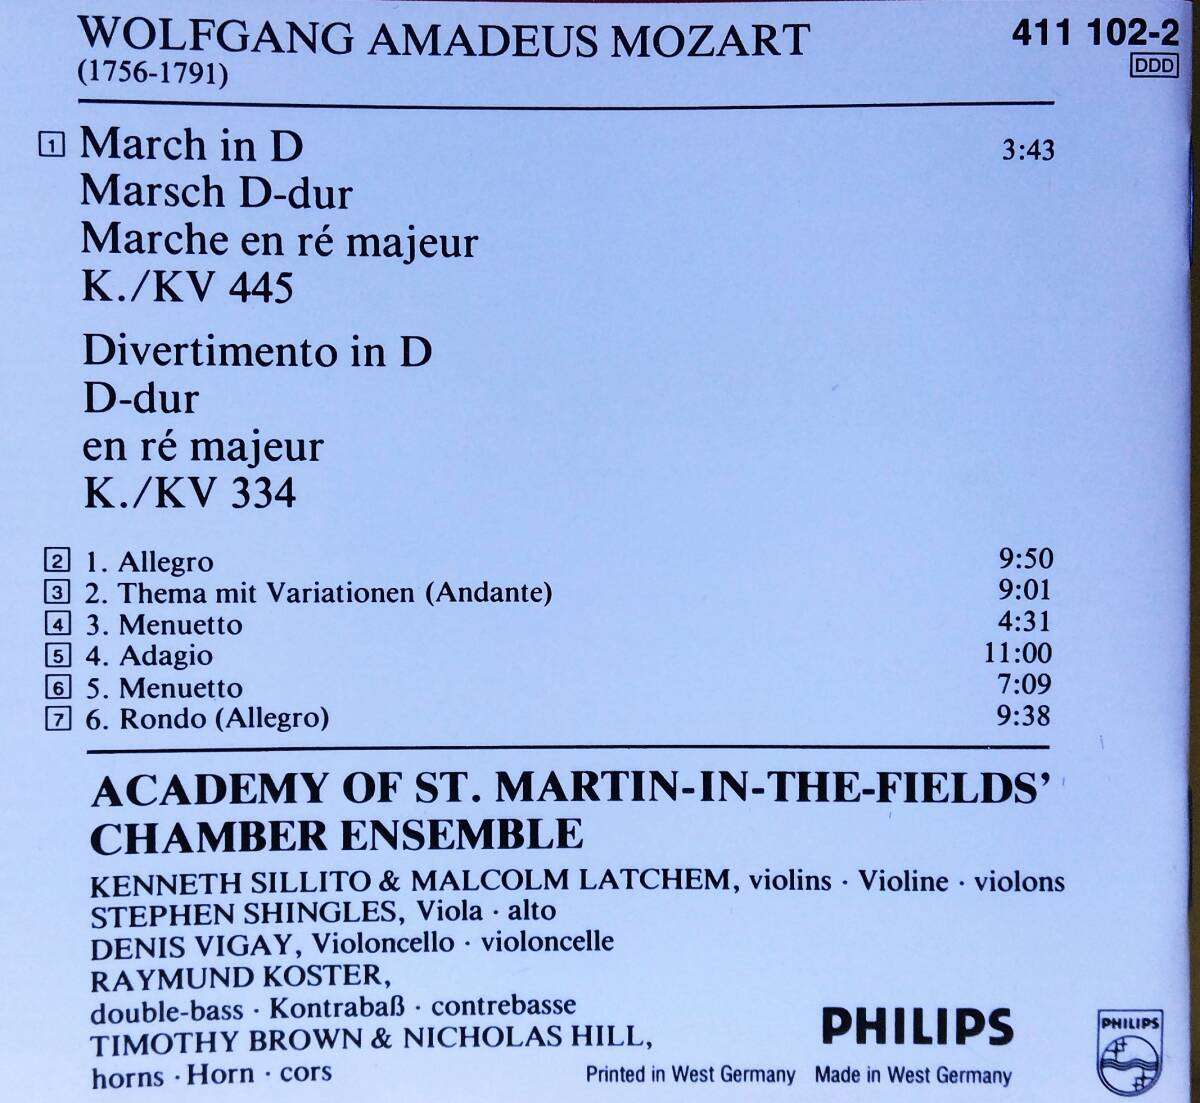 WOLFGANG AMADEUS MOZART 411 102-2
(1756-1791) DDD
1 March in D 3:43
Marsch D-dur
Marche en ré majeur
K./KV 445
Divertimento in D
D-dur
en ré majeur
K./KV 334
2 1. Allegro 9:50
3 2. Thema mit Variationen (Andante) 9:01
4 3. Menuetto 4:31
5 4. Adagio 11:00
6 5. Menuetto 7:09
7 6. Rondo (Allegro) 9:38
ACADEMY OF ST. MARTIN-IN-THE-FIELDS'
CHAMBER ENSEMBLE
KENNETH SILLITO & MALCOLM LATCHEM, violins · Violine · violons
STEPHEN SHINGLES, Viola · alto
DENIS VIGAY, Violoncello · violoncelle
RAYMUND KOSTER,
double-bass · Kontrabaß · contrebasse
TIMOTHY BROWN & NICHOLAS HILL,
horns · Horn · cors
PHILIPS
Printed in West Germany Made in West Germany
PHILIPS